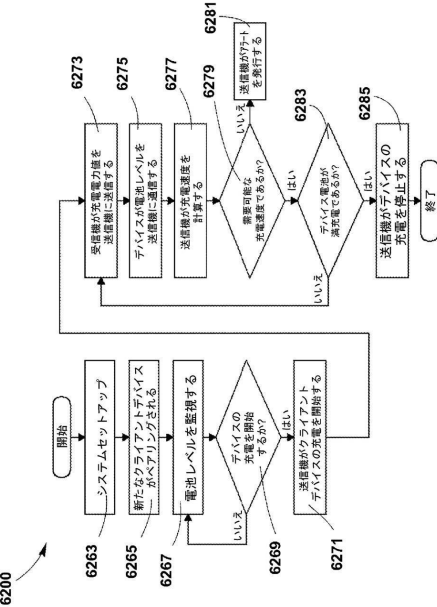 6200
開始
システムセットアップ
6263
新たなクライアントデバイス
がペアリングされる
6265
電池レベルを監視する
6267
デバイスの
充電を開始
するか?
いいえ
はい
6269
送信機がクライアント
デバイスの充電を開始する
6271
受信機が充電電力値を
送信機に送信する
6273
デバイスが電池レベルを
送信機に通信する
6275
送信機が充電速度を
計算する
6277
需要可能な
充電速度であるか?
6279
いいえ
送信機がアラート
を発行する
6281
はい
デバイス電池が
満充電であるか?
6283
いいえ
はい
送信機がデバイスの
充電を停止する
6285
終了